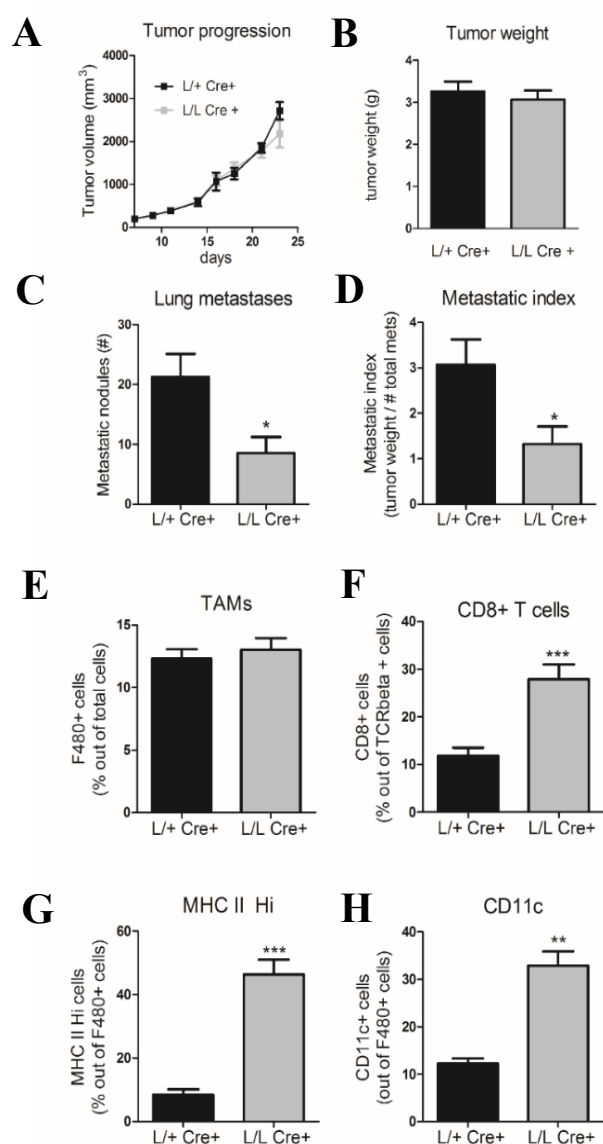 A
Tumor progression
Tumor volume (mm3)
4000
3000
2000
1000
0
L/+ Cre+
L/L Cre +
10
15
20
25
days
B
Tumor weight
tumor weight (g)
4
3
2
1
0
L/+ Cre+
L/L Cre +
C
Lung metastases
Metastatic nodules (#)
30
20
10
0
*
L/+ Cre+
L/L Cre+
D
Metastatic index
Metastatic index
(tumor weight / # total mets)
4
3
2
1
0
*
L/+ Cre+
L/L Cre+
E
TAMs
F480+ cells
(% out of total cells)
15
10
5
0
L/+ Cre+
L/L Cre+
F
CD8+ T cells
CD8+ cells
(% out of TCRbeta + cells)
40
30
20
10
0
***
L/+ Cre+
L/L Cre+
G
MHC II Hi
MHC II Hi cells
(% out of F480+ cells)
60
40
20
0
***
L/+ Cre+
L/L Cre+
H
CD11c
CD11c+ cells
(out of F480+ cells)
40
30
20
10
0
**
L/+ Cre+
L/L Cre+